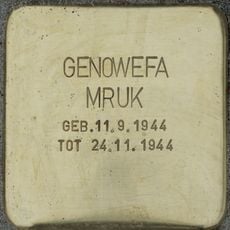 GENOWEFA
MRUK
GEB.11.9.1944
TOT 24.11.1944